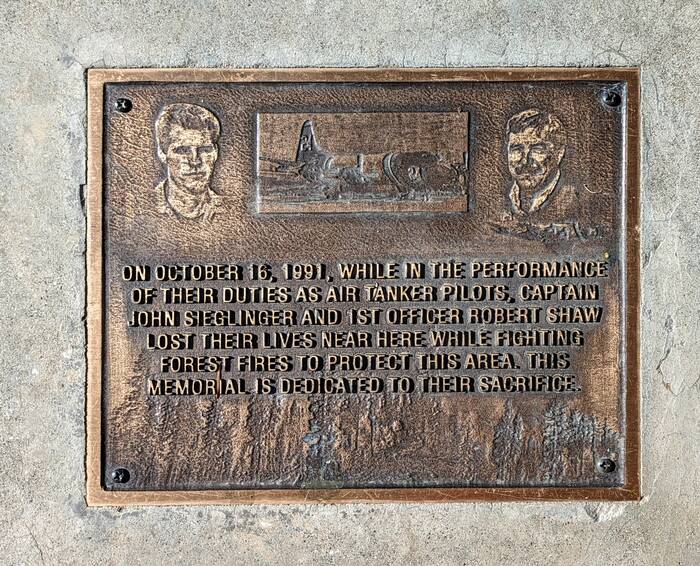 ON OCTOBER 16, 1991, WHILE IN THE PERFORMANCE
OF THEIR DUTIES AS AIR TANKER PILOTS, CAPTAIN
JOHN SIEGLINGER AND 1ST OFFICER ROBERT SHAW
LOST THEIR LIVES NEAR HERE WHILE FIGHTING
FOREST FIRES TO PROTECT THIS AREA. THIS
MEMORIAL IS DEDICATED TO THEIR SACRIFICE.